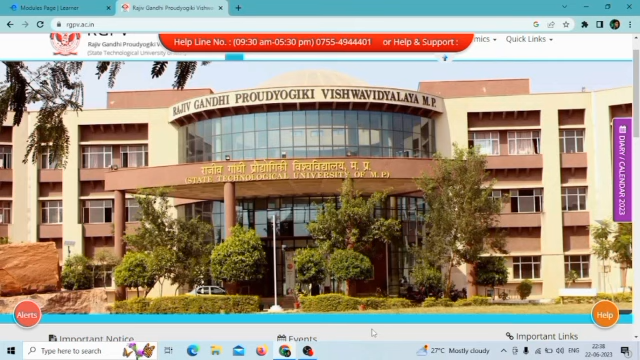 Modules Page | Learner
Rajiv Gandhi Proudyogiki Vishwav
rgpv.ac.in
Rajiv Gandhi Proudyogiki V
(State Technological University of
Help Line No. : (09:30 am-05:30 pm) 0755-4944401 or Help & Support :
mics
Quick Links
RAJIV GANDHI PROUDYOGIKI VISHWAVIDYALAYA M.P.
राजीव गांधी प्रौद्योगिकी विश्वविद्यालय, म. प्र.
(STATE TECHNOLOGICAL UNIVERSITY OF M.P.)
DIARY / CALENDAR 2023
Alerts
Help
Important Notice
Events
Important Links
Type here to search
27°C Mostly cloudy
ENG
22:38
22-06-2023